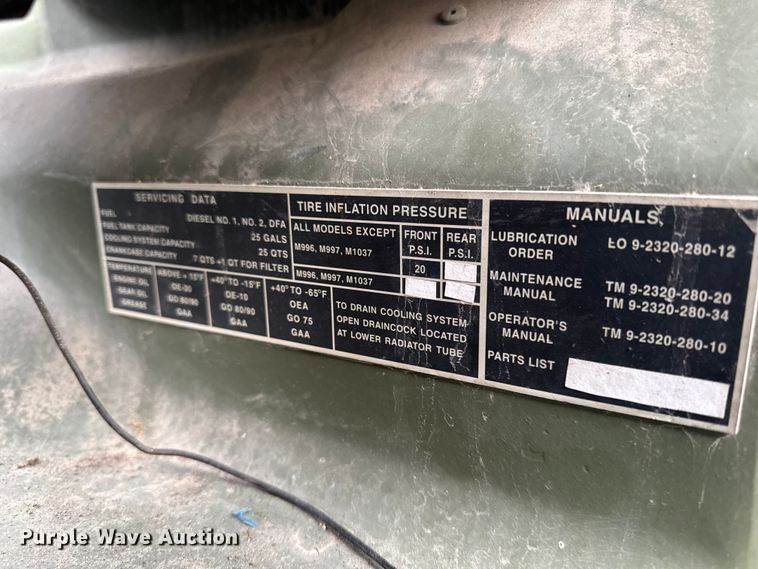 SERVICING DATA
FUEL DIESEL NO. 1, NO. 2, DFA
FUEL TANK CAPACITY 25 GALS
COOLING SYSTEM CAPACITY 25 QTS
CRANKCASE CAPACITY 7 QTS +1 QT FOR FILTER
TEMPERATURE ABOVE + 15°F +40° TO -15°F +40° TO -65°F
ENGINE OIL OE-30 OE-10 OEA
GEAR OIL GO 80/90 GO 80/90 GO 75
GREASE GAA GAA GAA
TIRE INFLATION PRESSURE
ALL MODELS EXCEPT
M996, M997, M1037
FRONT P.S.I.
REAR P.S.I.
20
M996, M997, M1037
TO DRAIN COOLING SYSTEM
OPEN DRAINCOCK LOCATED
AT LOWER RADIATOR TUBE
MANUALS
LUBRICATION ORDER LO 9-2320-280-12
MAINTENANCE MANUAL TM 9-2320-280-20
TM 9-2320-280-34
OPERATOR'S MANUAL TM 9-2320-280-10
PARTS LIST
Purple Wave Auction